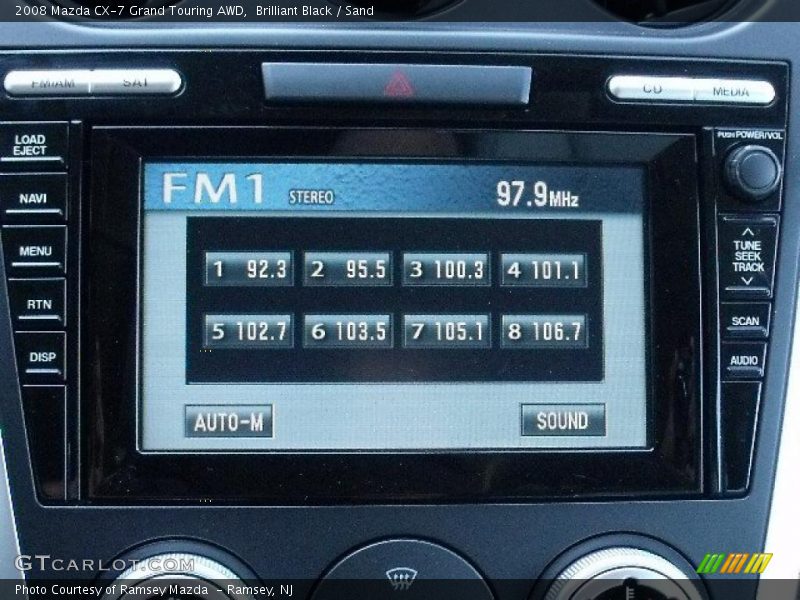 2008 Mazda CX-7 Grand Touring AWD, Brilliant Black / Sand
FM/AM SAT
CD MEDIA
LOAD
EJECT
PUSH POWER/VOL
FM1 STEREO 97.9MHz
NAVI
MENU
RTN
DISP
1 92.3 2 95.5 3 100.3 4 101.1
5 102.7 6 103.5 7 105.1 8 106.7
AUTO-M SOUND
TUNE
SEEK
TRACK
SCAN
AUDIO
GTCarLot.com
Photo Courtesy of Ramsey Mazda - Ramsey, NJ